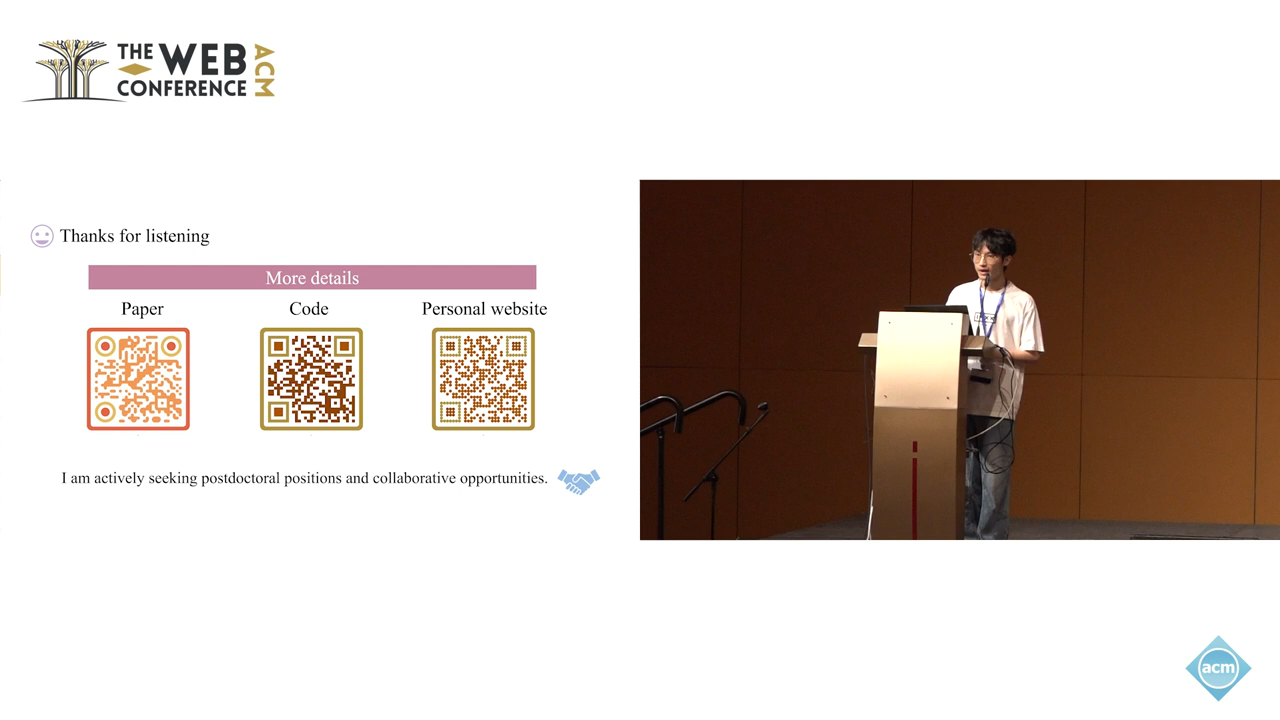 THE WEB
CONFERENCE
ACM
Thanks for listening
More details
Paper
Code
Personal website
I am actively seeking postdoctoral positions and collaborative opportunities.
acm